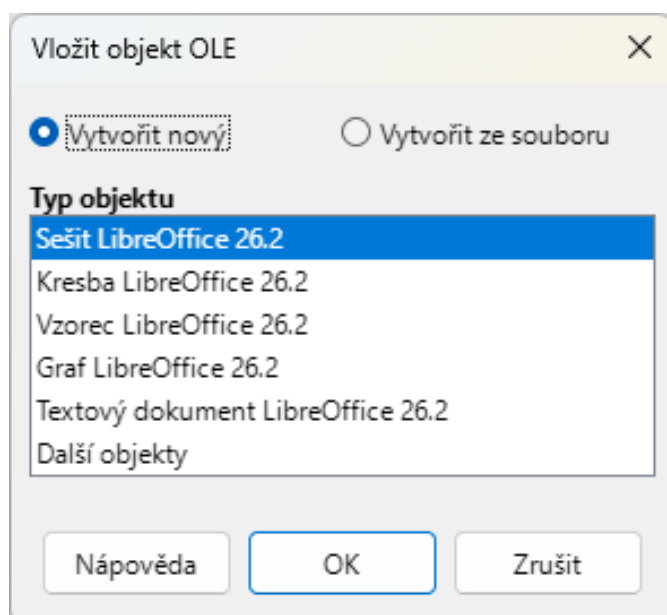 Vložit objekt OLE
Vytvořit nový Vytvořit ze souboru
Typ objektu
Sešit LibreOffice 26.2
Kresba LibreOffice 26.2
Vzorec LibreOffice 26.2
Graf LibreOffice 26.2
Textový dokument LibreOffice 26.2
Další objekty
Nápověda OK Zrušit